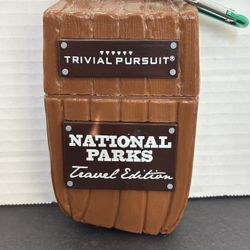 TRIVIAL PURSUIT®
NATIONAL
PARKS
Travel Edition